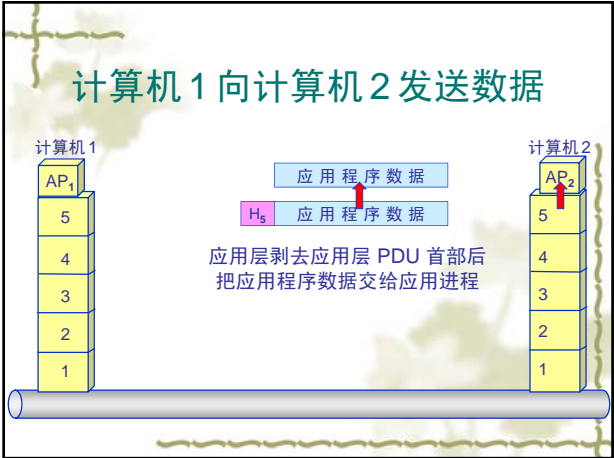 计算机1向计算机2发送数据
计算机1
计算机2
AP1
AP2
应用程序数据
H5 应用程序数据
应用层剥去应用层 PDU 首部后
把应用程序数据交给应用进程
5
4
3
2
1
5
4
3
2
1